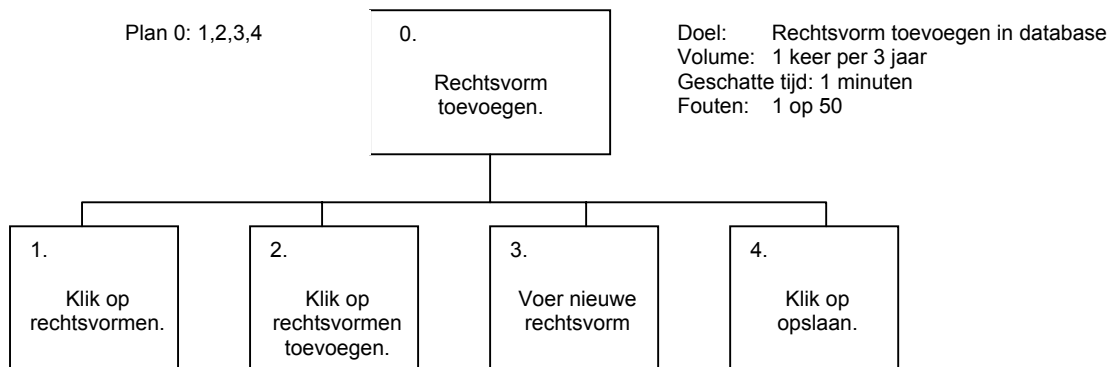 Plan 0: 1,2,3,4
0.
Rechtsvorm
toevoegen.
Doel: Rechtsvorm toevoegen in database
Volume: 1 keer per 3 jaar
Geschatte tijd: 1 minuten
Fouten: 1 op 50
1.
Klik op
rechtsvormen.
2.
Klik op
rechtsvormen
toevoegen.
3.
Voer nieuwe
rechtsvorm
4.
Klik op
opslaan.